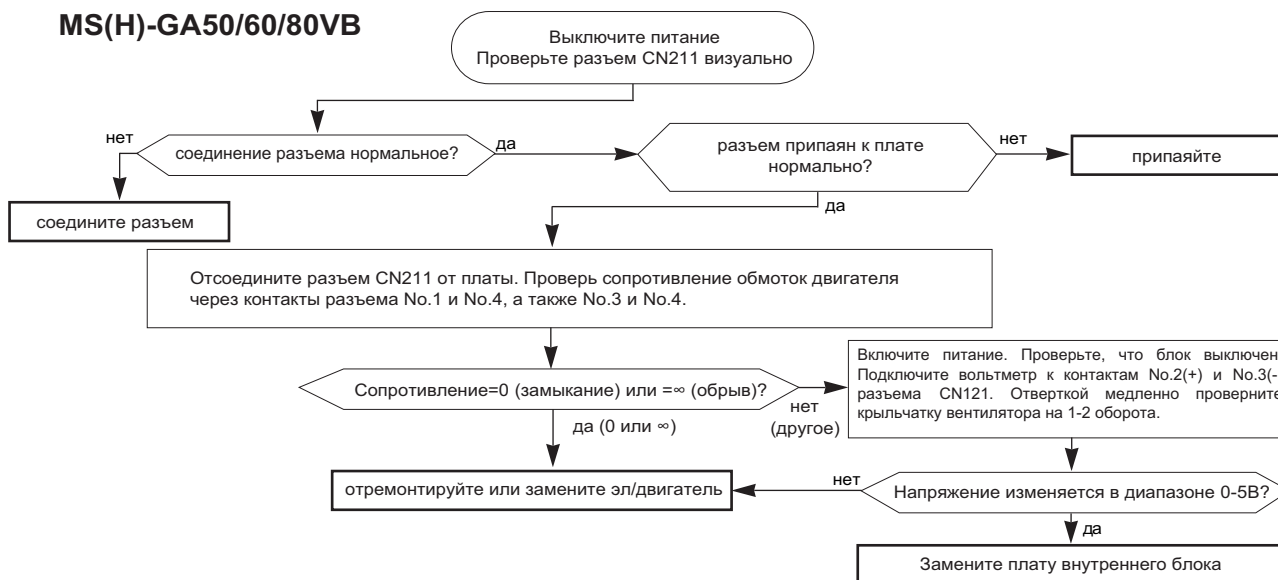 MS(H)-GA50/60/80VB
Выключите питание
Проверьте разъем CN211 визуально
нет
соединение разъема нормальное?
да
разъем припаян к плате
нормально?
нет
припаяйте
соедините разъем
да
Отсоедините разъем CN211 от платы. Проверь сопротивление обмоток двигателя
через контакты разъема No.1 и No.4, а также No.3 и No.4.
Включите питание. Проверьте, что блок выключен
Подключите вольтметр к контактам No.2(+) и No.3(-
разъема CN121. Отверткой медленно проверните
крыльчатку вентилятора на 1-2 оборота.
Сопротивление=0 (замыкание) или =∞ (обрыв)?
нет
(другое)
да (0 или ∞)
отремонтируйте или замените эл/двигатель
нет
Напряжение изменяется в диапазоне 0-5В?
да
Замените плату внутреннего блока